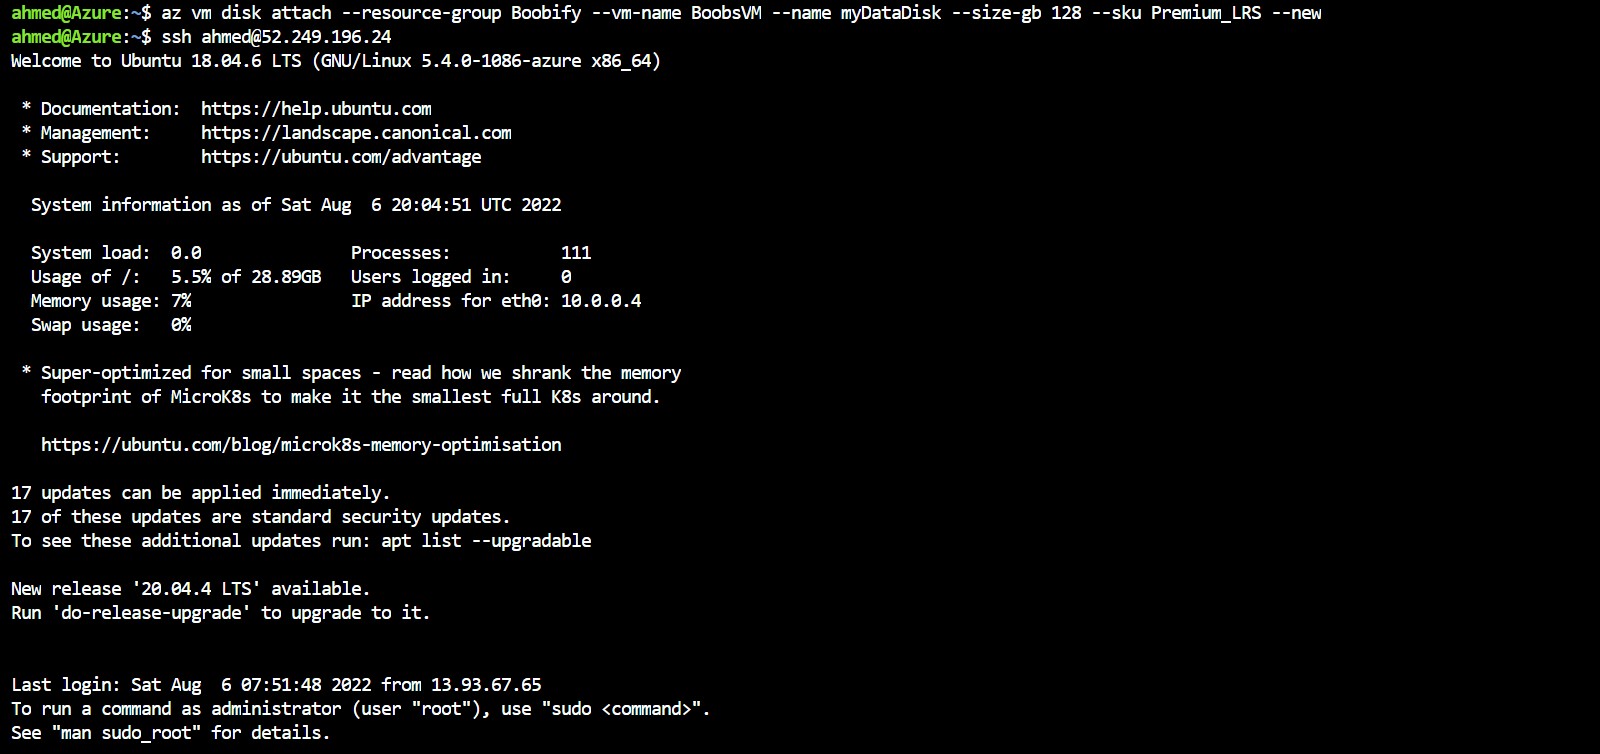 ahmed@Azure:~$ az vm disk attach --resource-group Boobify --vm-name BoobsVM --name myDataDisk --size-gb 128 --sku Premium_LRS --new
ahmed@Azure:~$ ssh ahmed@52.249.196.24
Welcome to Ubuntu 18.04.6 LTS (GNU/Linux 5.4.0-1086-azure x86_64)
* Documentation:  https://help.ubuntu.com
* Management:     https://landscape.canonical.com
* Support:        https://ubuntu.com/advantage
System information as of Sat Aug  6 20:04:51 UTC 2022
System load:  0.0               Processes:           111
Usage of /:   5.5% of 28.89GB   Users logged in:     0
Memory usage: 7%                IP address for eth0: 10.0.0.4
Swap usage:   0%
* Super-optimized for small spaces - read how we shrank the memory
footprint of MicroK8s to make it the smallest full K8s around.
https://ubuntu.com/blog/microk8s-memory-optimisation
17 updates can be applied immediately.
17 of these updates are standard security updates.
To see these additional updates run: apt list --upgradable
New release '20.04.4 LTS' available.
Run 'do-release-upgrade' to upgrade to it.
Last login: Sat Aug  6 07:51:48 2022 from 13.93.67.65
To run a command as administrator (user "root"), use "sudo <command>".
See "man sudo_root" for details.